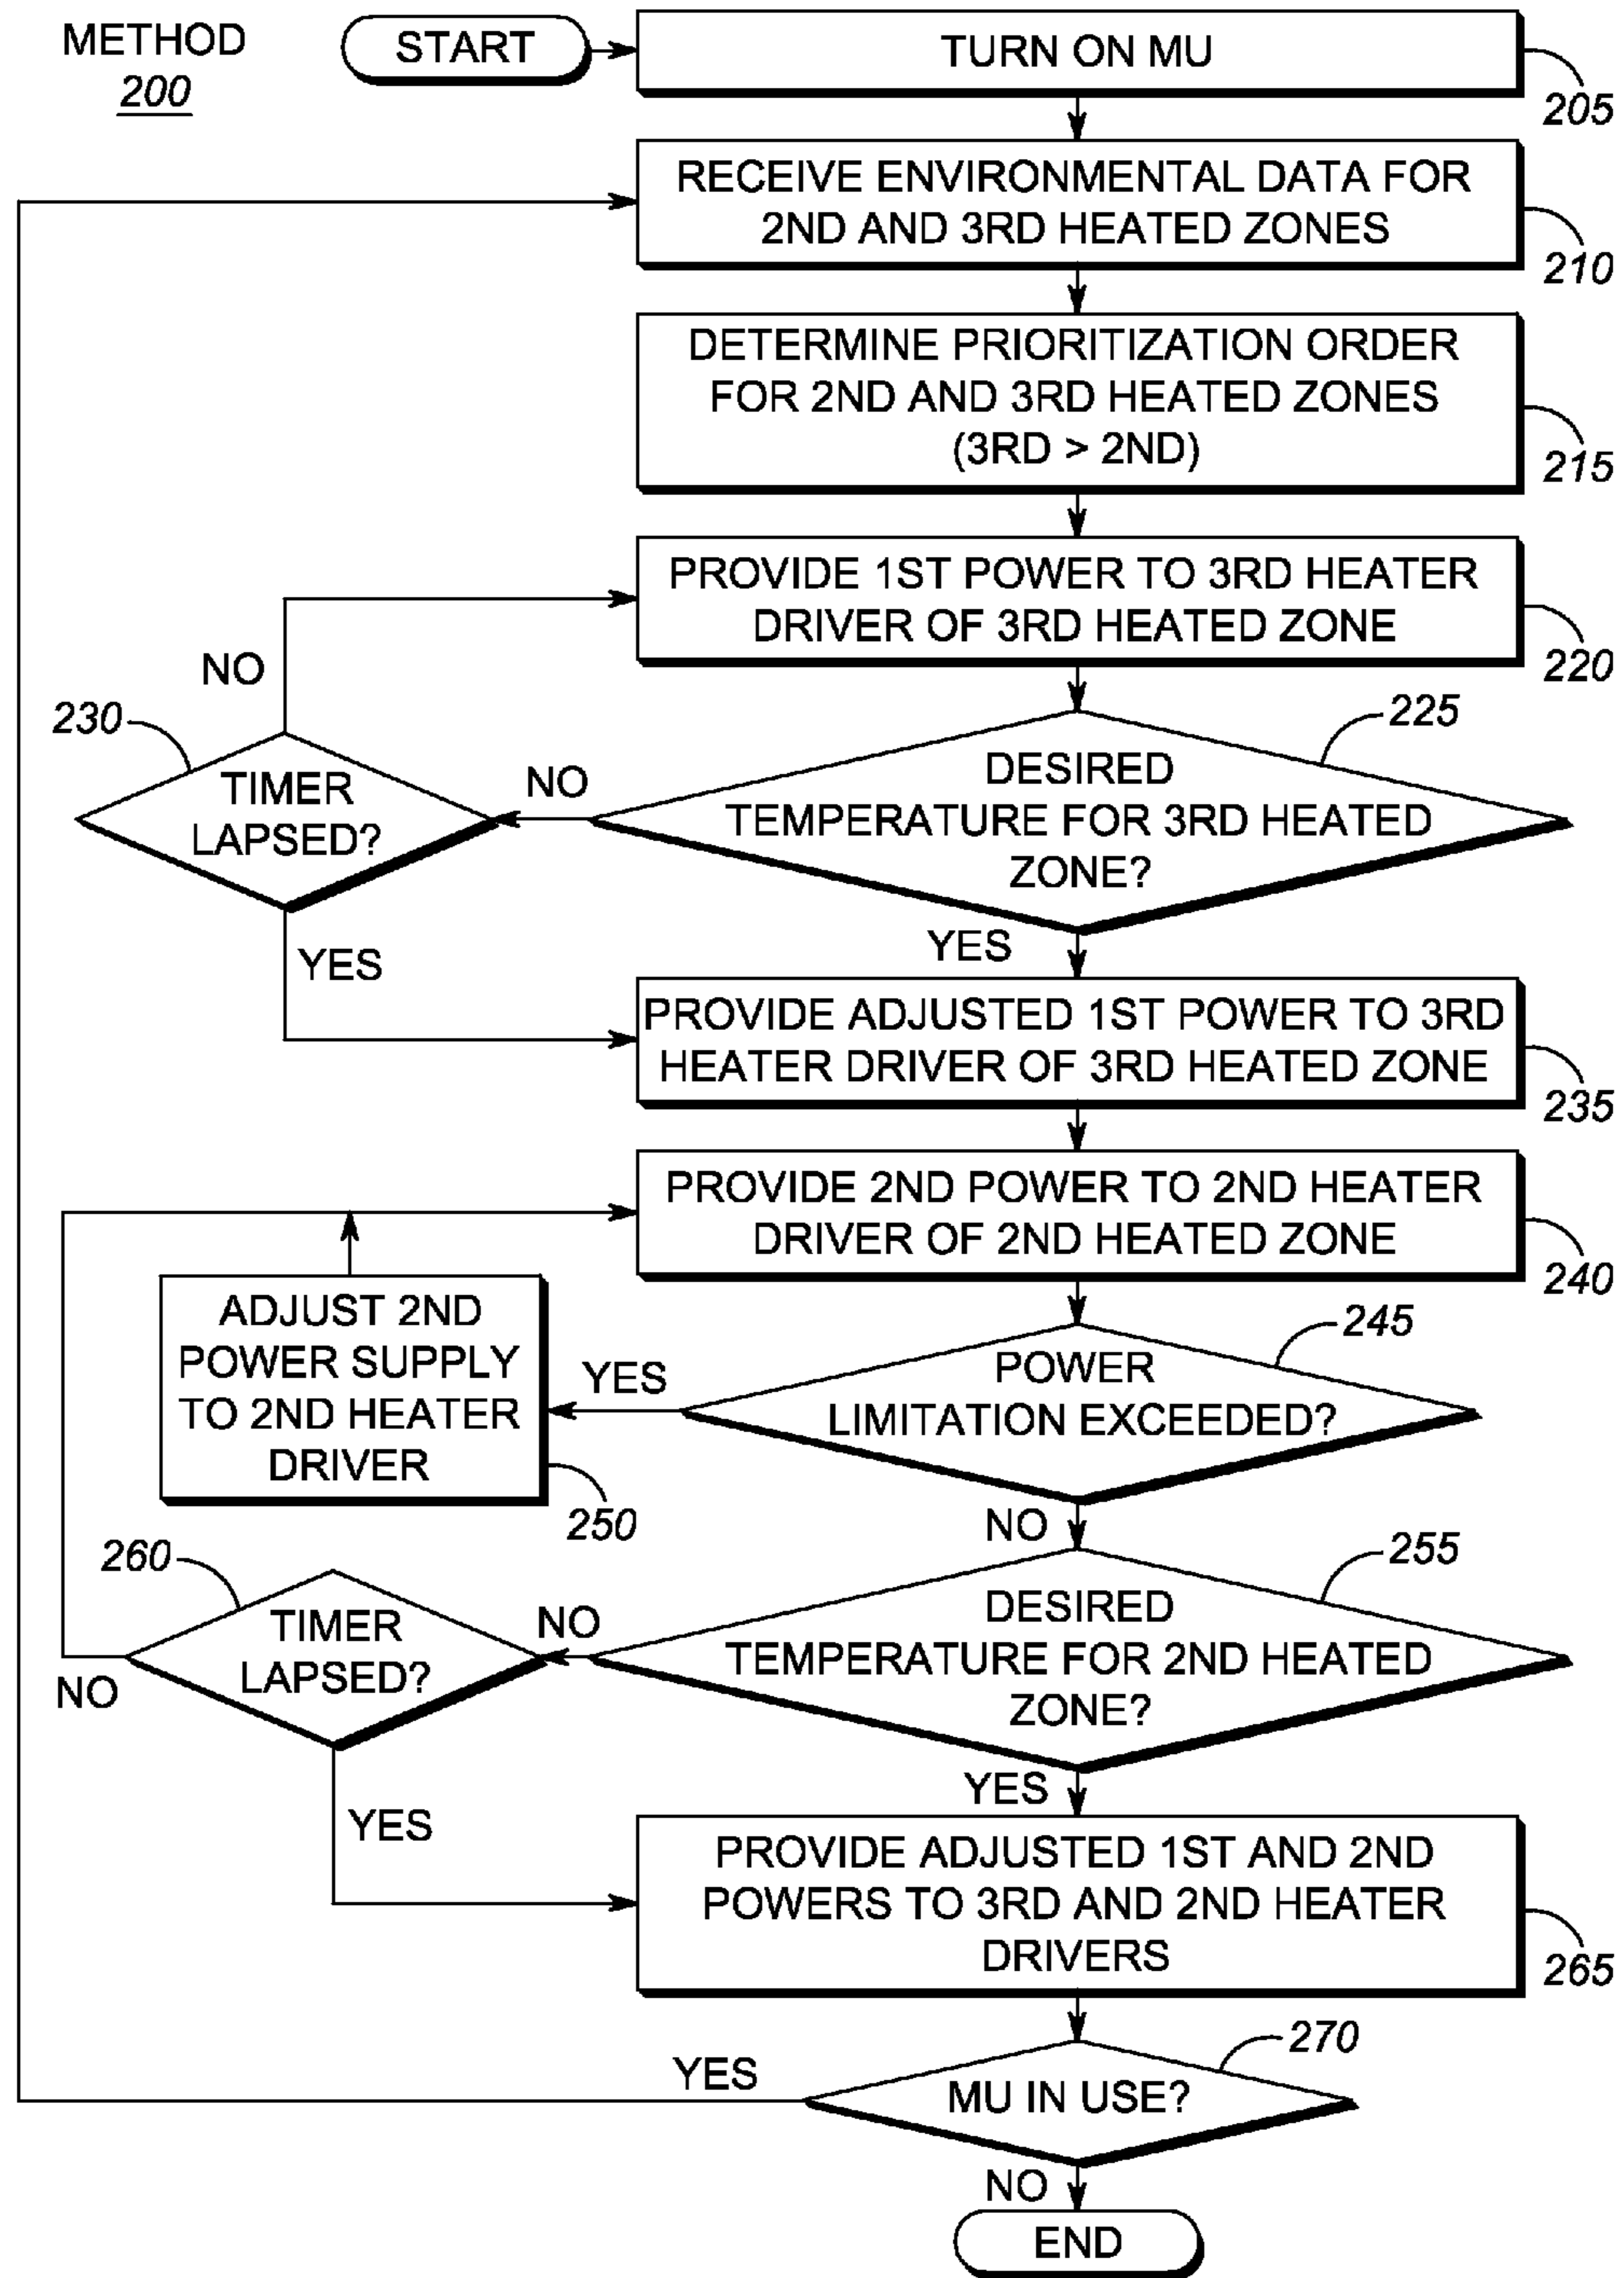 METHOD
200
START
TURN ON MU
205
RECEIVE ENVIRONMENTAL DATA FOR
2ND AND 3RD HEATED ZONES
210
DETERMINE PRIORITIZATION ORDER
FOR 2ND AND 3RD HEATED ZONES
(3RD > 2ND)
215
PROVIDE 1ST POWER TO 3RD HEATER
DRIVER OF 3RD HEATED ZONE
220
NO
230
TIMER
LAPSED?
NO
225
DESIRED
TEMPERATURE FOR 3RD HEATED
ZONE?
YES
YES
PROVIDE ADJUSTED 1ST POWER TO 3RD
HEATER DRIVER OF 3RD HEATED ZONE
235
PROVIDE 2ND POWER TO 2ND HEATER
DRIVER OF 2ND HEATED ZONE
240
ADJUST 2ND
POWER SUPPLY
TO 2ND HEATER
DRIVER
250
YES
245
POWER
LIMITATION EXCEEDED?
NO
260
TIMER
LAPSED?
NO
NO
255
DESIRED
TEMPERATURE FOR 2ND HEATED
ZONE?
YES
YES
PROVIDE ADJUSTED 1ST AND 2ND
POWERS TO 3RD AND 2ND HEATER
DRIVERS
265
YES
270
MU IN USE?
NO
END